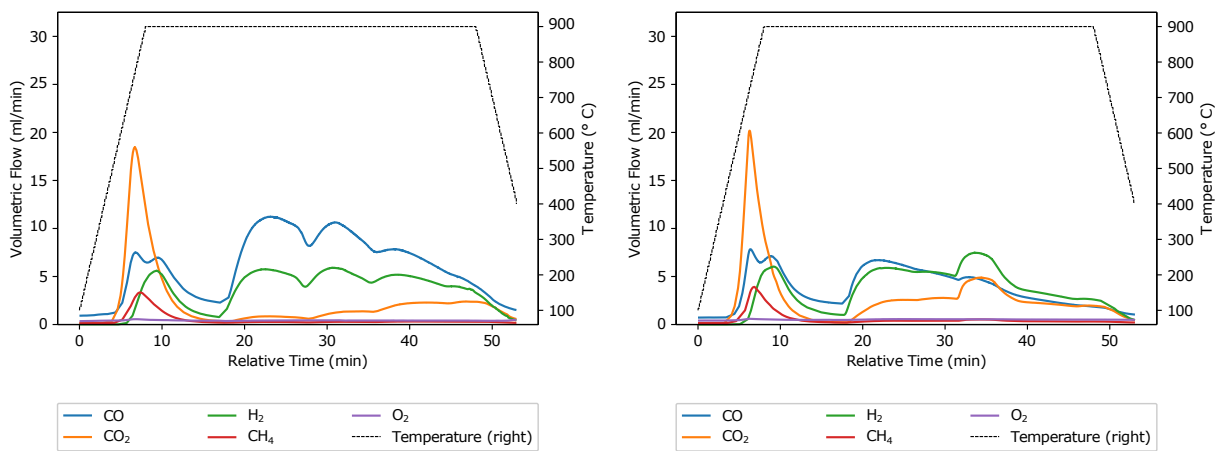 Volumetric Flow (ml/min)
30
25
20
15
10
5
0
0 10 20 30 40 50
Relative Time (min)
900
800
700
600
500
400
300
200
100
Temperature (° C)
CO
CO₂
H₂
CH₄
O₂
Temperature (right)
Volumetric Flow (ml/min)
30
25
20
15
10
5
0
0 10 20 30 40 50
Relative Time (min)
900
800
700
600
500
400
300
200
100
Temperature (° C)
CO
CO₂
H₂
CH₄
O₂
Temperature (right)